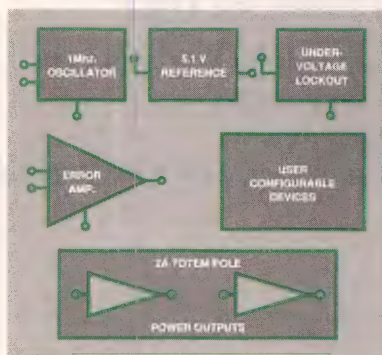 1Mhz.
OSCILLATOR
5.1 V
REFERENCE
UNDER-
VOLTAGE
LOCKOUT
ERROR
AMP.
USER
CONFIGURABLE
DEVICES
2A TOTEM POLE
POWER OUTPUTS